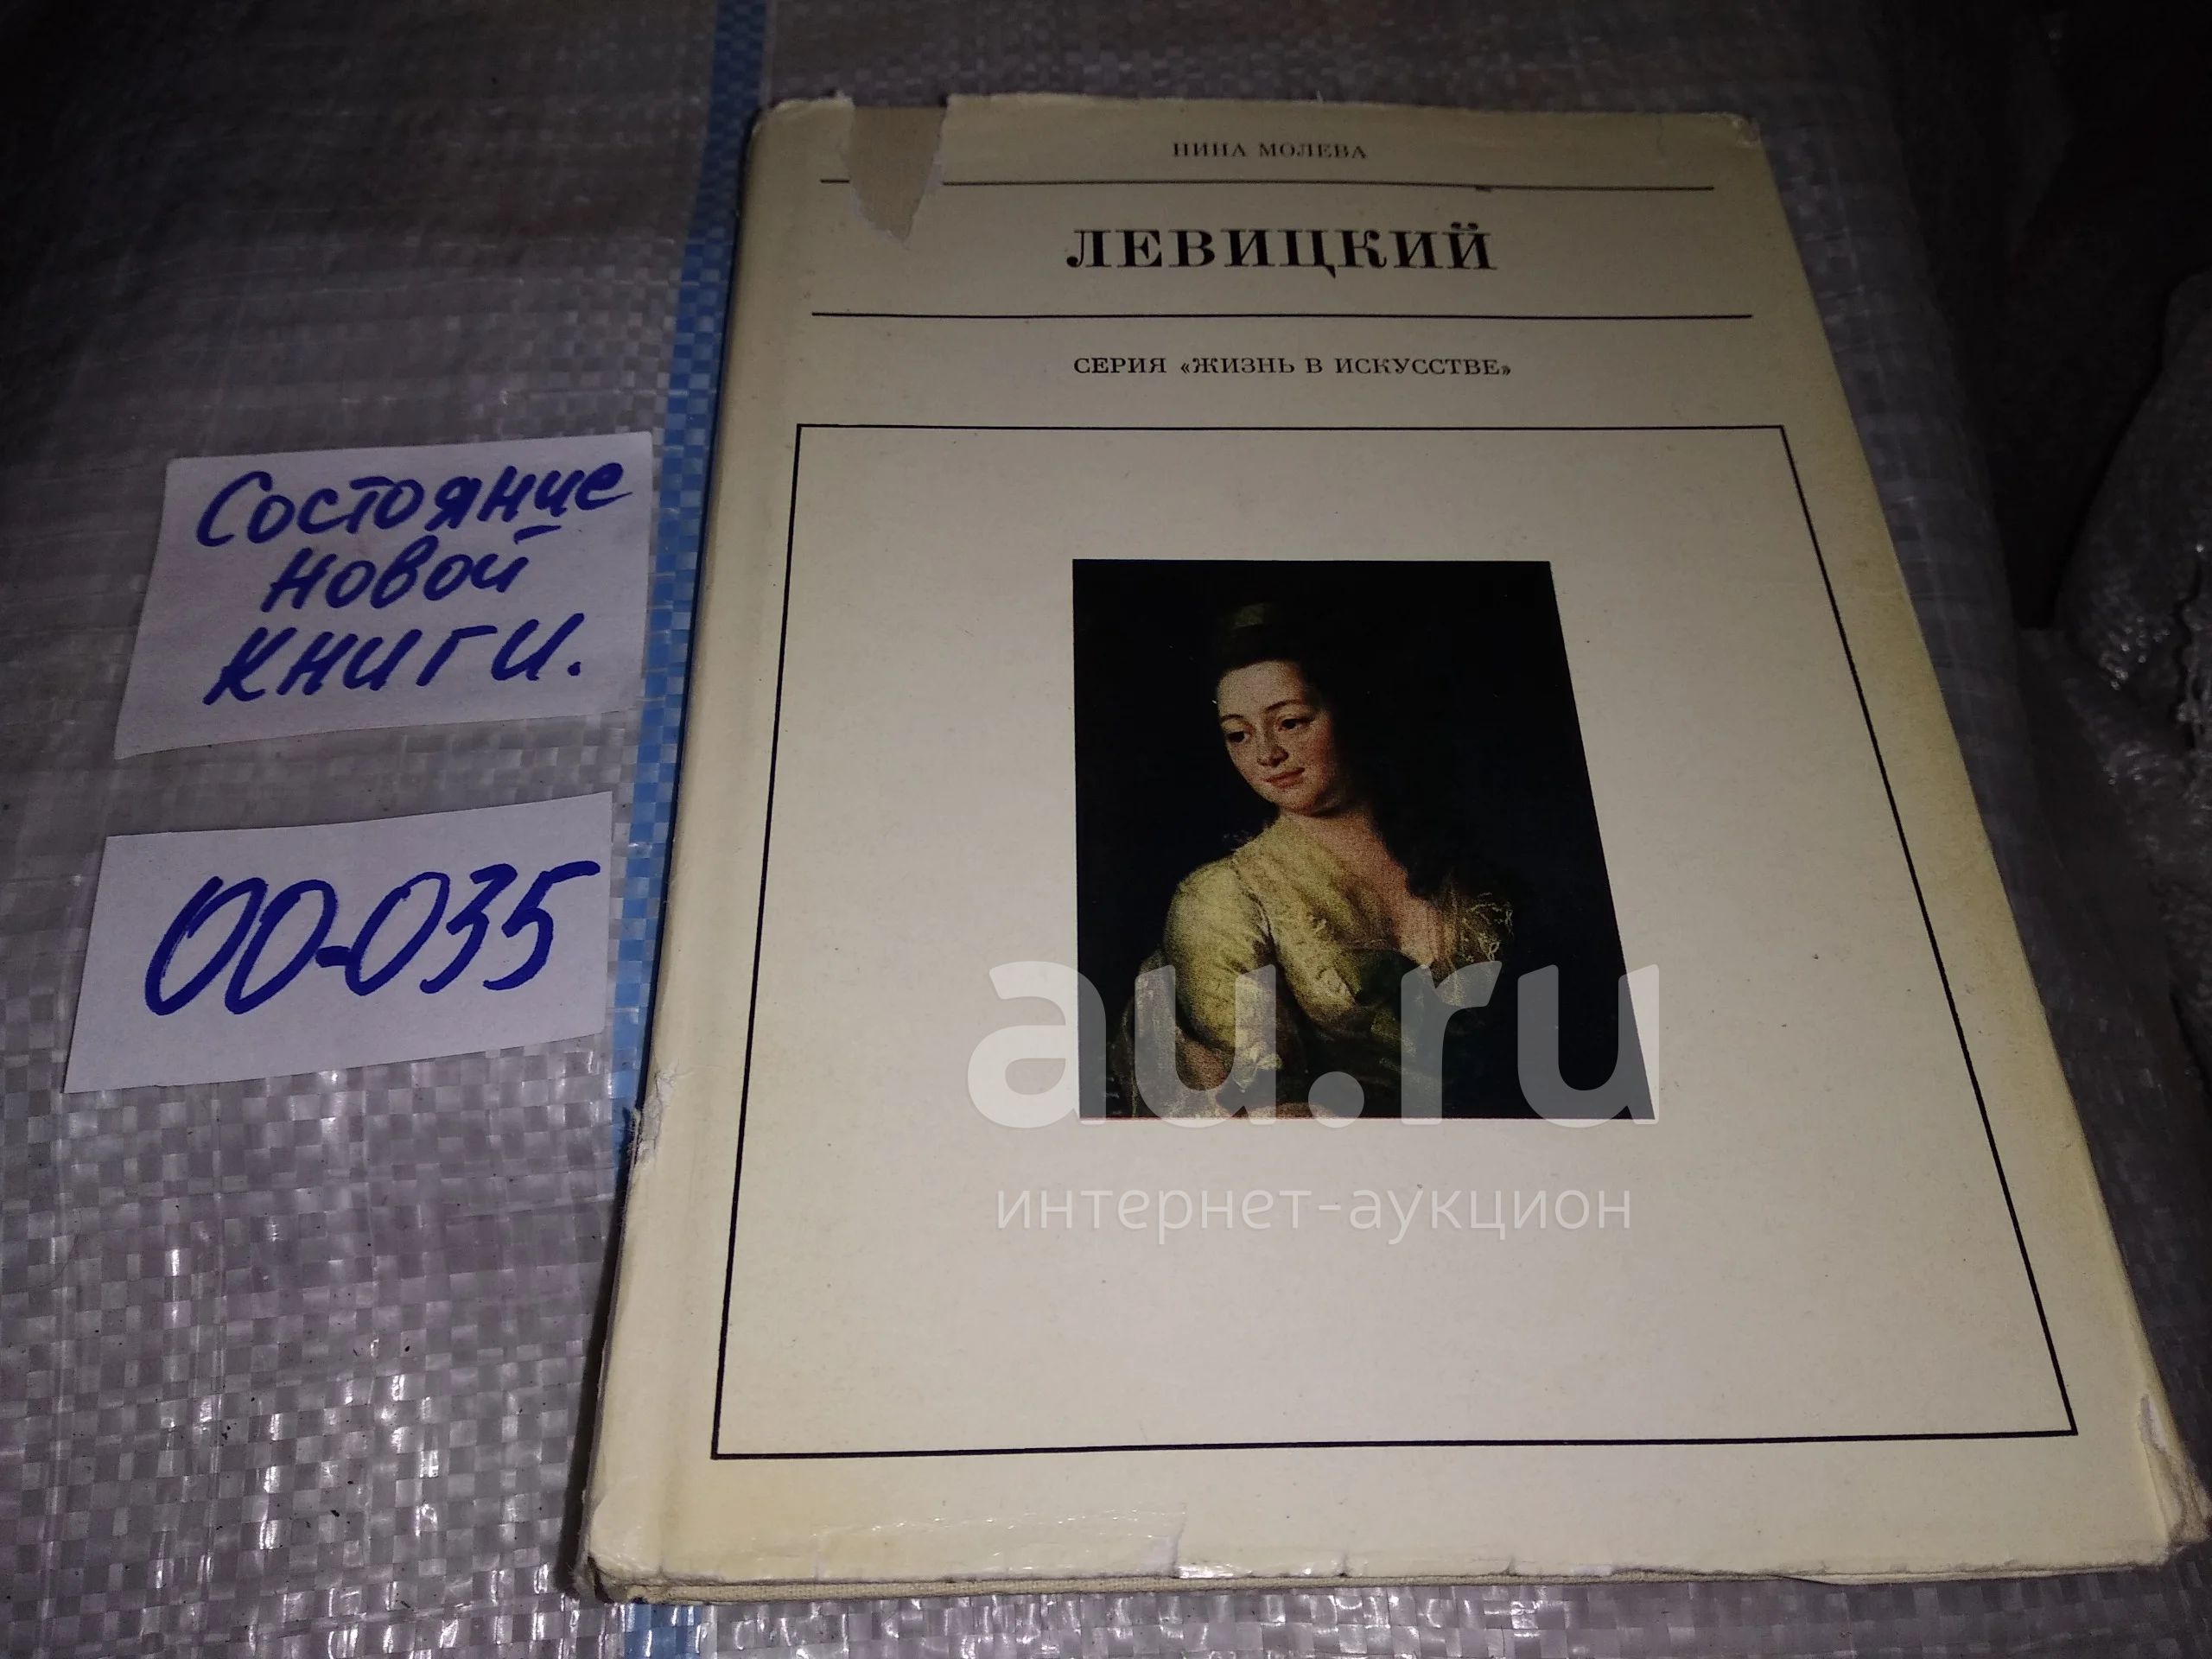 НИНА МОЛЕВА
ЛЕВИЦКИЙ
СЕРИЯ «ЖИЗНЬ В ИСКУССТВЕ»
Состояние
новой
книги.
00-035
au.ru
интернет-аукцион